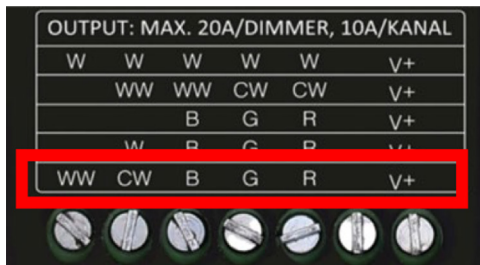 OUTPUT: MAX. 20A/DIMMER, 10A/KANAL
W W W W W V+
WW WW CW CW V+
B G R V+
W B G R V+
WW CW B G R V+